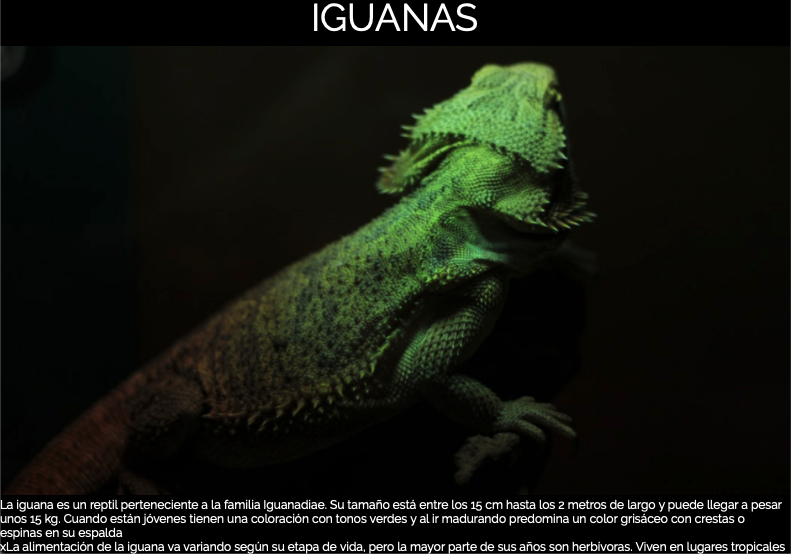 IGUANAS
La iguana es un reptil perteneciente a la familia Iguanadiae. Su tamaño está entre los 15 cm hasta los 2 metros de largo y puede llegar a pesar
unos 15 kg. Cuando están jóvenes tienen una coloración con tonos verdes y al ir madurando predomina un color grisáceo con crestas o
espinas en su espalda
xLa alimentación de la iguana va variando según su etapa de vida, pero la mayor parte de sus años son herbívoras. Viven en lugares tropicales